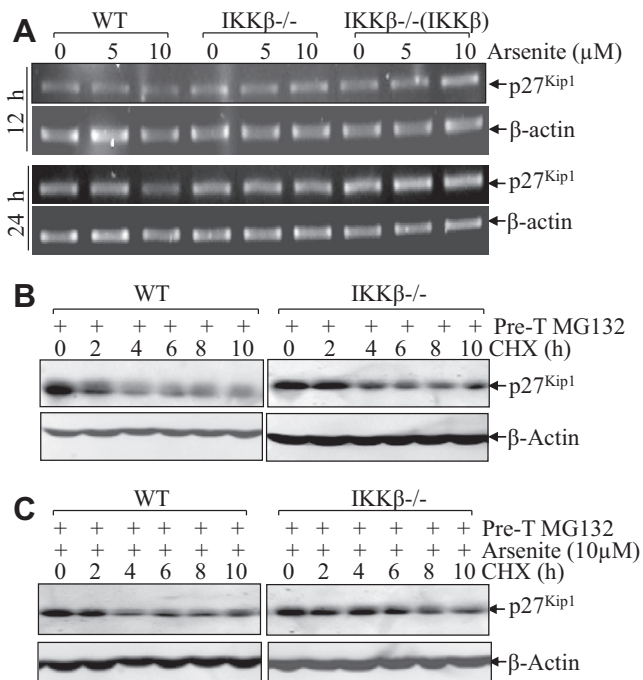 A
WT IKKβ-/- IKKβ-/-(IKKβ)
0 5 10 0 5 10 0 5 10 Arsenite (µM)
12 h
p27Kip1
β-actin
24 h
p27Kip1
β-actin
B
WT IKKβ-/-
+ + + + + + + + + + + + Pre-T MG132
0 2 4 6 8 10 0 2 4 6 8 10 CHX (h)
p27Kip1
β-Actin
C
WT IKKβ-/-
+ + + + + + + + + + + + Pre-T MG132
+ + + + + + + + + + + + Arsenite (10µM)
0 2 4 6 8 10 0 2 4 6 8 10 CHX (h)
p27Kip1
β-Actin